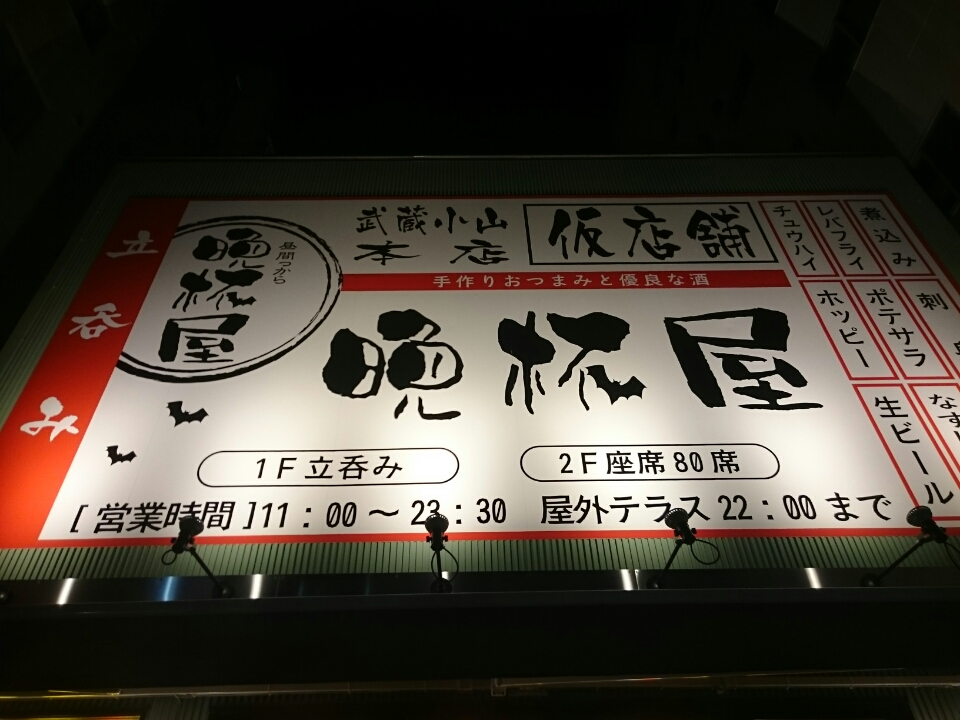 立呑み
昼間っから
晩杯屋
武蔵小山
本店
仮店舗
手作りおつまみと優良な酒
晩杯屋
1F立呑み
2F座席80席
[営業時間]11:00〜23:30 屋外テラス22:00まで
煮込み
レバフライ
チュウハイ
刺
ポテサラ
ホッピー
なす
生ビール